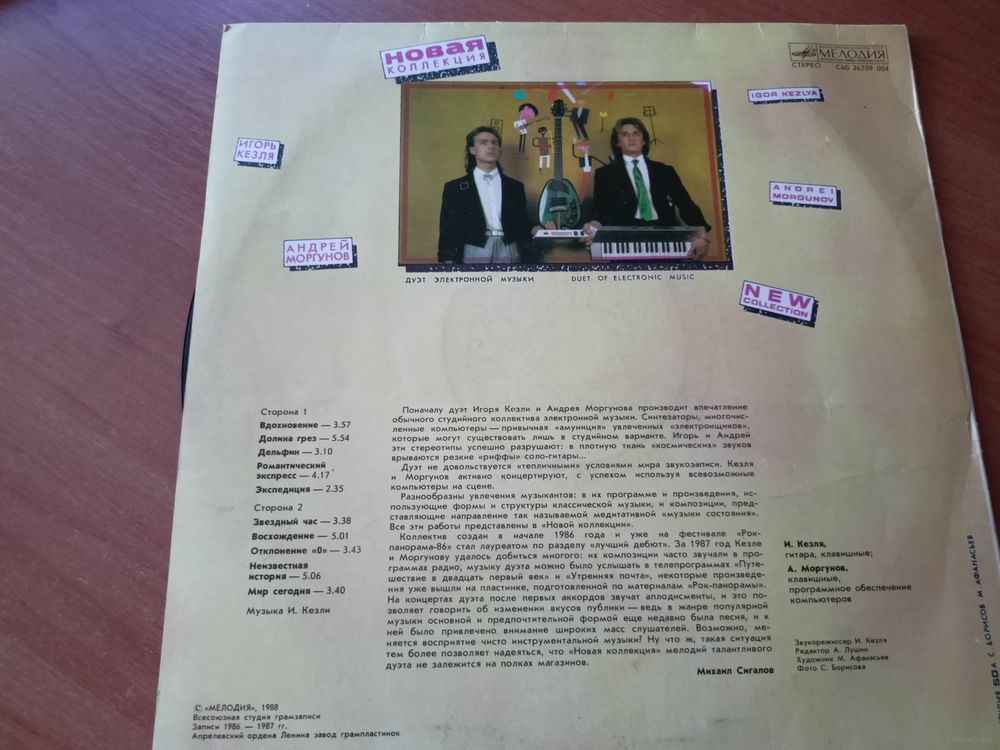 новая
КОЛЛЕКЦИЯ
МЕЛОДИЯ
СТЕРЕО С60 26709 004
IGOR KEZLYA
ИГОРЬ
КЕЗЛЯ
ANDREI
MORGUNOV
АНДРЕЙ
МОРГУНОВ
ДУЭТ ЭЛЕКТРОННОЙ МУЗЫКИ
DUET OF ELECTRONIC MUSIC
NEW
COLLECTION
Сторона 1
Вдохновение — 3.57
Долина грез — 5.54
Дельфин — 3.10
Романтический
экспресс — 4.17
Экспедиция — 2.35
Сторона 2
Звездный час — 3.38
Восхождение — 5.01
Отклонение «0» — 3.43
Неизвестная
история — 5.06
Мир сегодня — 3.40
Музыка И. Кезли
Поначалу дуэт Игоря Кезли и Андрея Моргунова производит впечатление
обычного студийного коллектива электронной музыки. Синтезаторы, многочис-
ленные компьютеры — привычная «амуниция» увлеченных «электронщиков»,
которые могут существовать лишь в студийном варианте. Игорь и Андрей
эти стереотипы успешно разрушают: в плотную ткань «космических» звуков
врываются резкие «риффы» соло-гитары...
Дуэт не довольствуется «тепличными» условиями мира звукозаписи. Кезля
и Моргунов активно концертируют, с успехом используя всевозможные
компьютеры на сцене.
Разнообразны увлечения музыкантов: в их программе и произведения, ис-
пользующие формы и структуры классической музыки, и композиции, пред-
ставляющие направление так называемой медитативной «музыки состояния».
Все эти работы представлены в «Новой коллекции».
Коллектив создан в начале 1986 года и уже на фестивале «Рок-
панорама-86» стал лауреатом по разделу «лучший дебют». За 1987 год Кезле
и Моргунову удалось добиться многого: их композиции часто звучали в про-
граммах радио, музыку дуэта можно было услышать в телепрограммах «Путе-
шествие в двадцать первый век» и «Утренняя почта», некоторые произведе-
ния уже вышли на пластинке, подготовленной по материалам «Рок-панорамы».
На концертах дуэта после первых аккордов звучат аплодисменты, и это по-
зволяет говорить об изменении вкусов публики — ведь в жанре популярной
музыки основной и предпочтительной формой еще недавно была песня, и к
ней было привлечено внимание широких масс слушателей. Возможно, ме-
няется восприятие чисто инструментальной музыки? Ну что ж, такая ситуация
тем более позволяет надеяться, что «Новая коллекция» мелодий талантливого
дуэта не залежится на полках магазинов.
Михаил Сигалов
И. Кезля,
гитара, клавишные;
А. Моргунов,
клавишные,
программное обеспечение
компьютеров
Звукорежиссер И. Кезля
Редактор А. Лушин
Художник М. Афанасьев
Фото С. Борисова
© «МЕЛОДИЯ», 1988
Всесоюзная студия грамзаписи
Записи 1986 — 1987 гг.
Апрелевский ордена Ленина завод грампластинок
С. БОРИСОВ М. АФАНАСЬЕВ